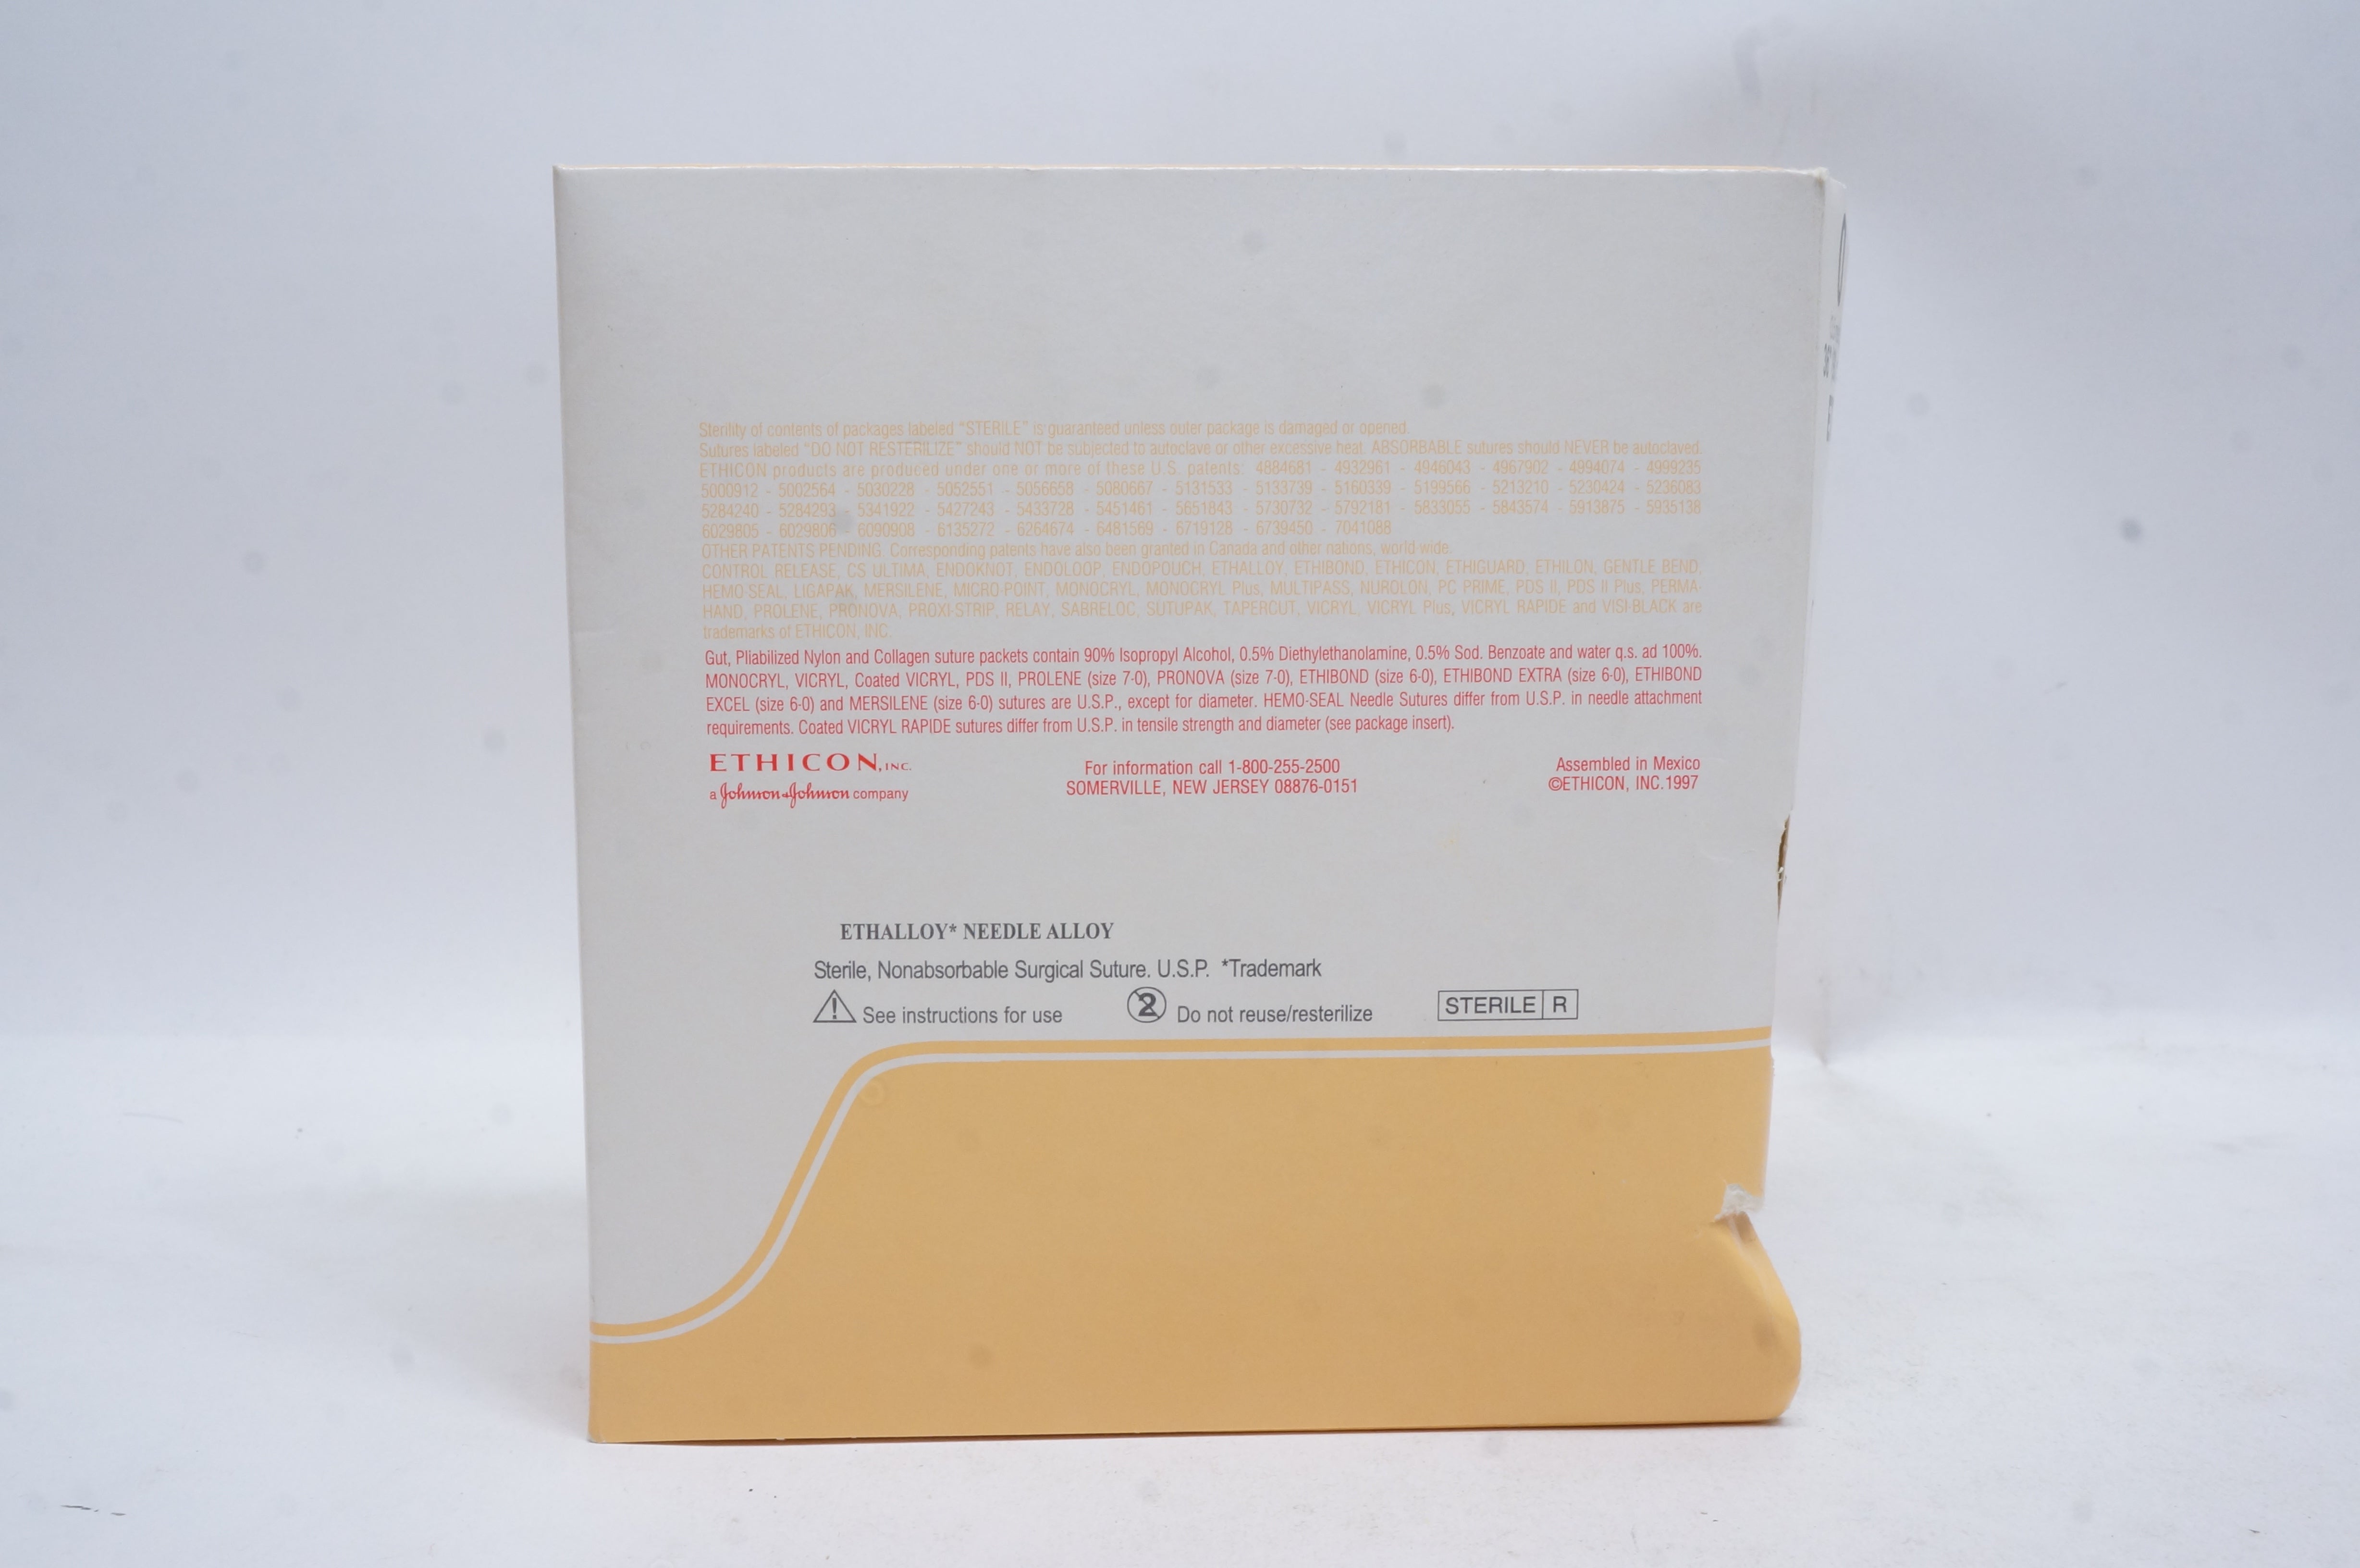 Sterility of contents of packages labeled "STERILE" is guaranteed unless outer package is damaged or opened.
Sutures labeled "DO NOT RESTERILIZE" should NOT be subjected to autoclave or other excessive heat. ABSORBABLE sutures should NEVER be autoclaved.
ETHICON products are produced under one or more of these U.S. patents: 4884681 - 4932961 - 4946043 - 4967902 - 4994074 - 4999235
5000912 - 5002564 - 5030228 - 5052551 - 5056658 - 5080667 - 5131533 - 5133739 - 5160339 - 5199566 - 5213210 - 5230424 - 5236083
5284240 - 5284293 - 5341922 - 5427243 - 5433728 - 5451461 - 5651843 - 5730732 - 5792181 - 5833055 - 5843574 - 5913875 - 5935138
6029805 - 6029806 - 6090908 - 6135272 - 6264674 - 6481569 - 6719128 - 6739450 - 7041088
OTHER PATENTS PENDING. Corresponding patents have also been granted in Canada and other nations, world-wide.
CONTROL RELEASE, CS ULTIMA, ENDOKNOT, ENDOLOOP, ENDOPOUCH, ETHALLOY, ETHIBOND, ETHICON, ETHIGUARD, ETHILON, GENTLE BEND,
HEMO-SEAL, LIGAPAK, MERSILENE, MICRO-POINT, MONOCRYL, MONOCRYL Plus, MULTIPASS, NUROLON, PC PRIME, PDS II, PDS II Plus, PERMA-
HAND, PROLENE, PRONOVA, PROXI-STRIP, RELAY, SABRELOC, SUTUPAK, TAPERCUT, VICRYL, VICRYL Plus, VICRYL RAPIDE and VISI-BLACK are
trademarks of ETHICON, INC.
Gut, Pliabilized Nylon and Collagen suture packets contain 90% Isopropyl Alcohol, 0.5% Diethylethanolamine, 0.5% Sod. Benzoate and water q.s. ad 100%.
MONOCRYL, VICRYL, Coated VICRYL, PDS II, PROLENE (size 7-0), PRONOVA (size 7-0), ETHIBOND (size 6-0), ETHIBOND EXTRA (size 6-0), ETHIBOND
EXCEL (size 6-0) and MERSILENE (size 6-0) sutures are U.S.P., except for diameter. HEMO-SEAL Needle Sutures differ from U.S.P. in needle attachment
requirements. Coated VICRYL RAPIDE sutures differ from U.S.P. in tensile strength and diameter (see package insert).
ETHICON, INC.
a Johnson & Johnson company
For information call 1-800-255-2500
SOMERVILLE, NEW JERSEY 08876-0151
Assembled in Mexico
©ETHICON, INC.1997
ETHALLOY* NEEDLE ALLOY
Sterile, Nonabsorbable Surgical Suture. U.S.P. *Trademark
See instructions for use
2 Do not reuse/resterilize
STERILE R